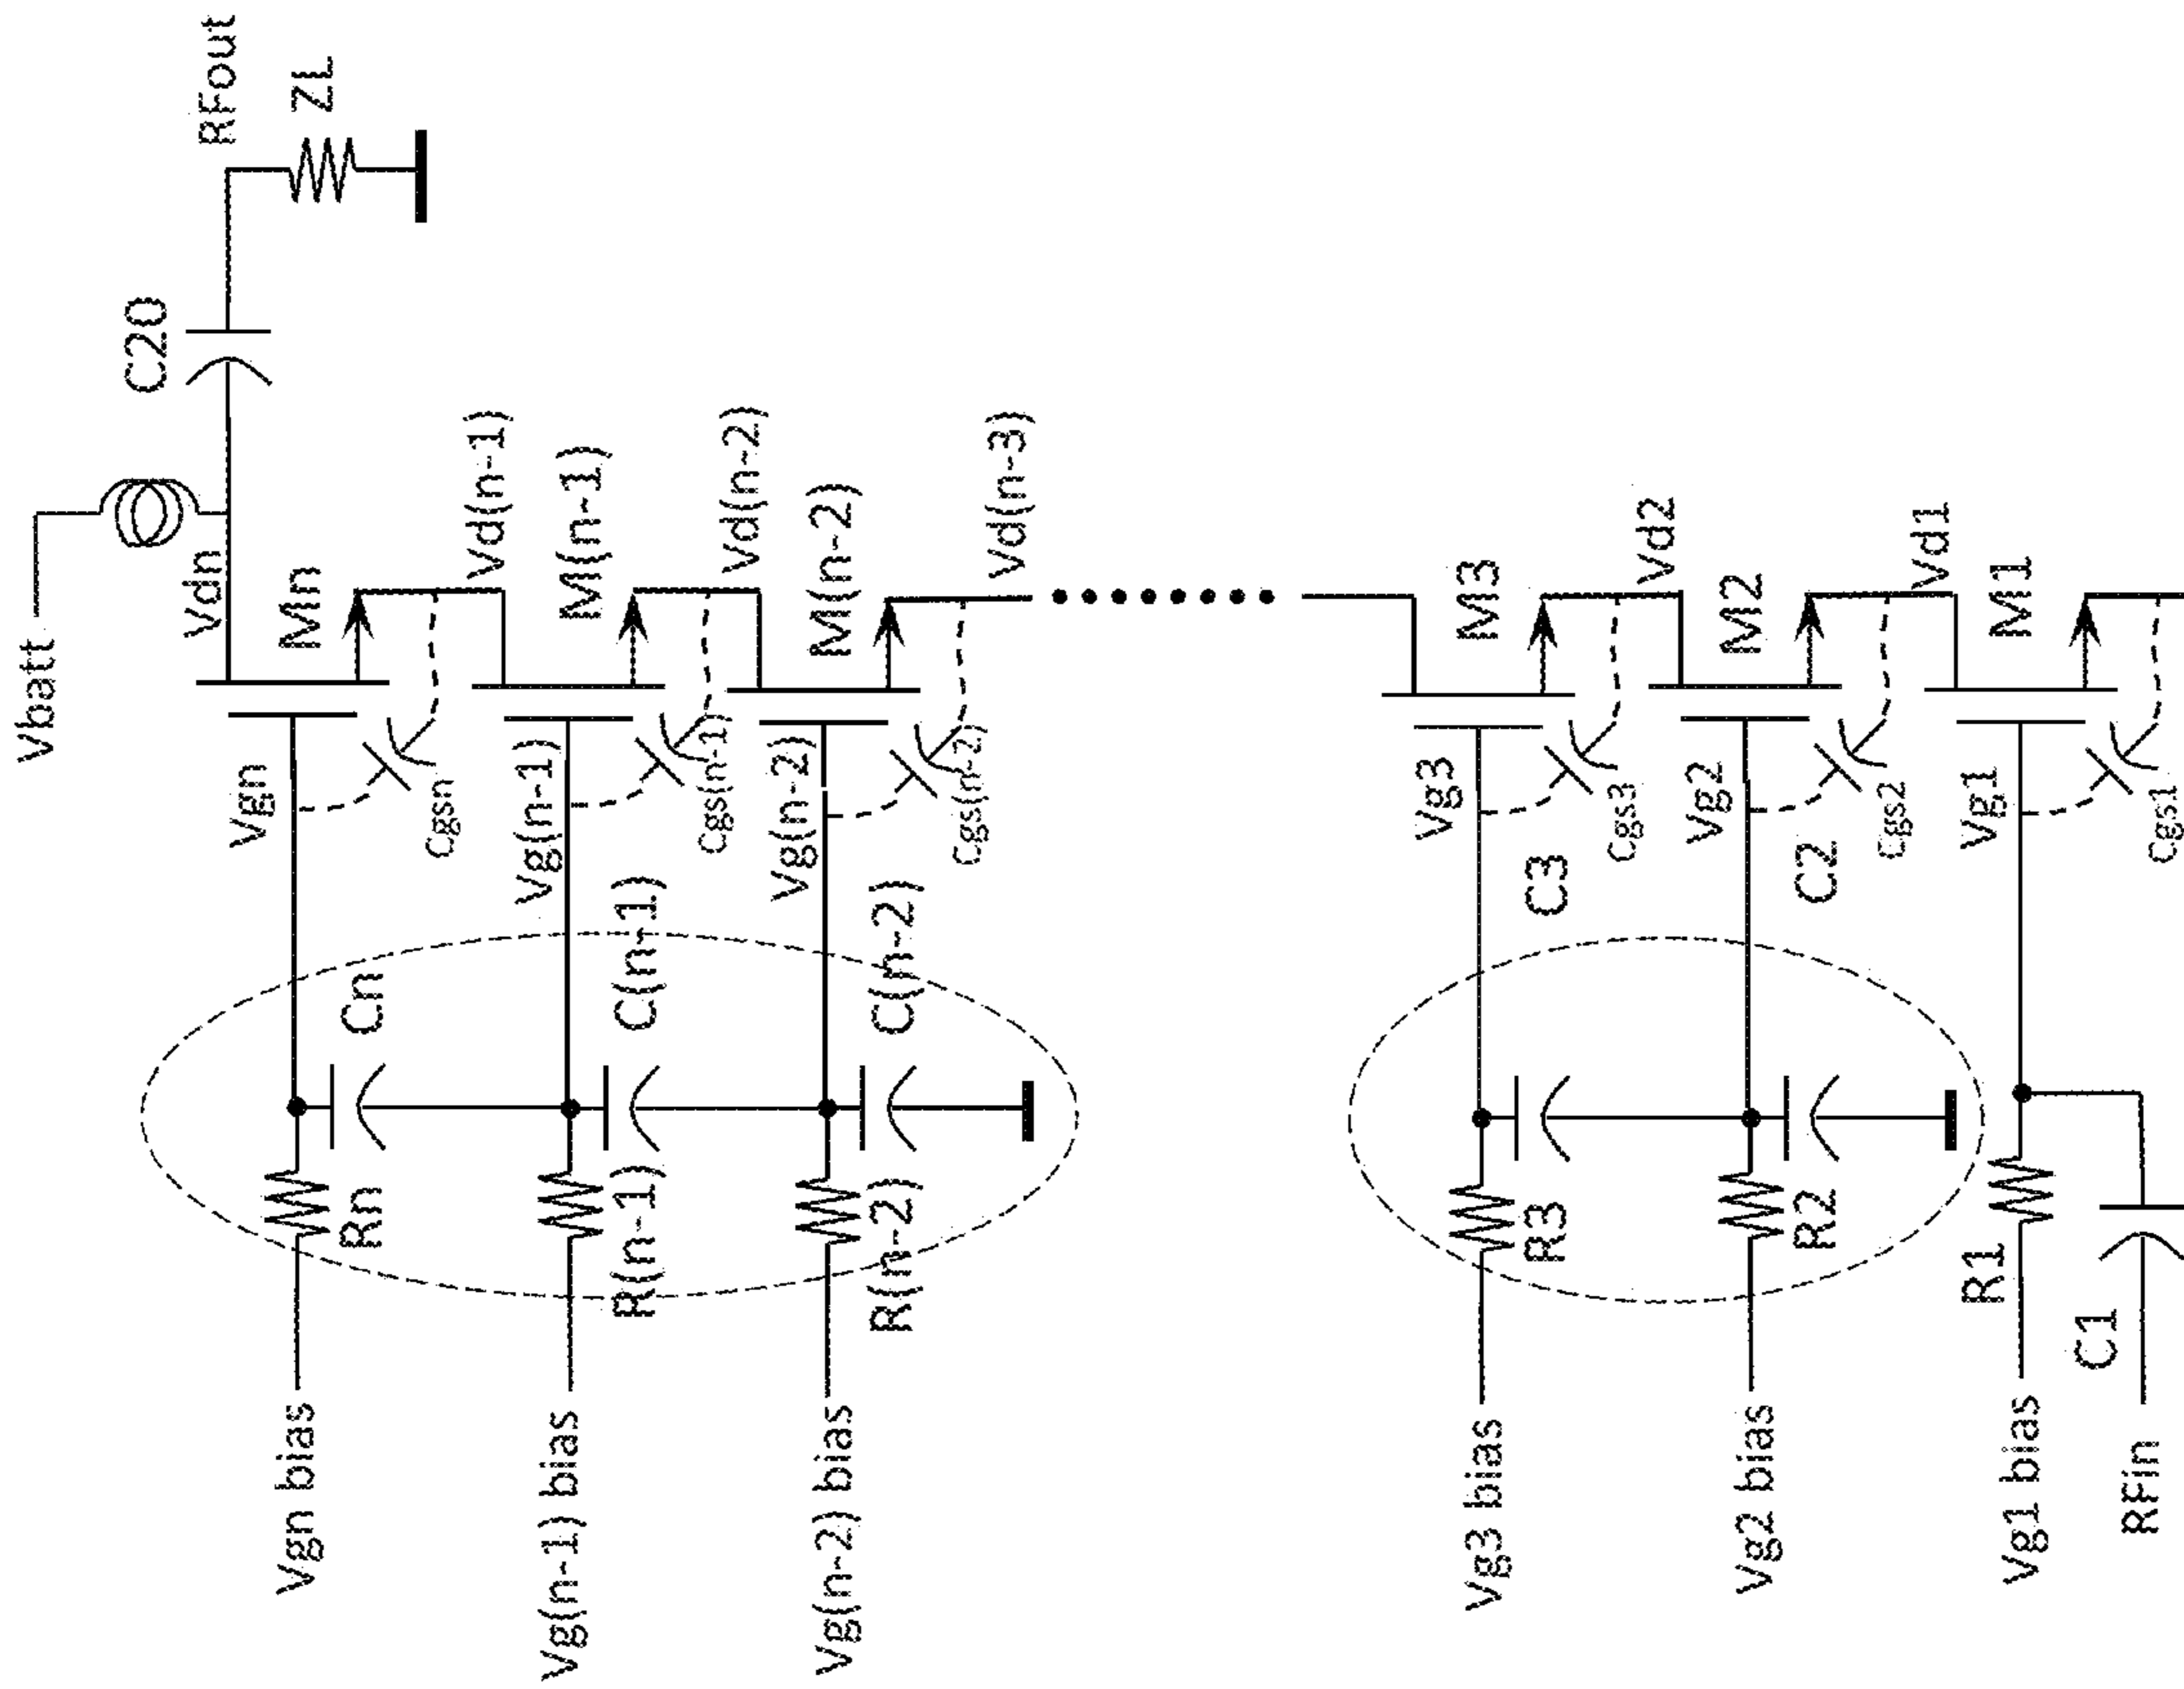 Vbatt
RFout
C20
ZL
Vdn
Mn
Vgn
Cgsn
Cn
Rn
Vgn bias
Vd(n-1)
M(n-1)
Vg(n-1)
Cgs(n-1)
C(n-1)
R(n-1)
Vg(n-1) bias
Vd(n-2)
M(n-2)
Vg(n-2)
Cgs(n-2)
C(n-2)
R(n-2)
Vg(n-2) bias
Vd(n-3)
M3
Vg3
Cgs3
C3
R3
Vg3 bias
Vd2
M2
Vg2
Cgs2
C2
R2
Vg2 bias
Vd1
M1
Vg1
Cgs1
R1
Vg1 bias
C1
RFin